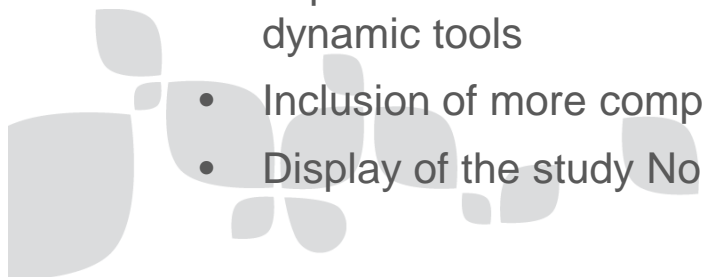 dynamic tools
• Inclusion of more comp
• Display of the study No